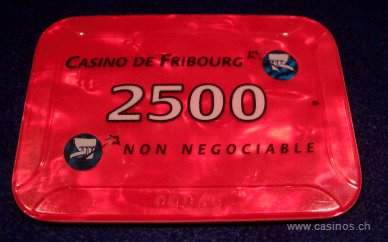 CASINO DE FRIBOURG
2500
NON NEGOCIABLE
www.casinos.ch